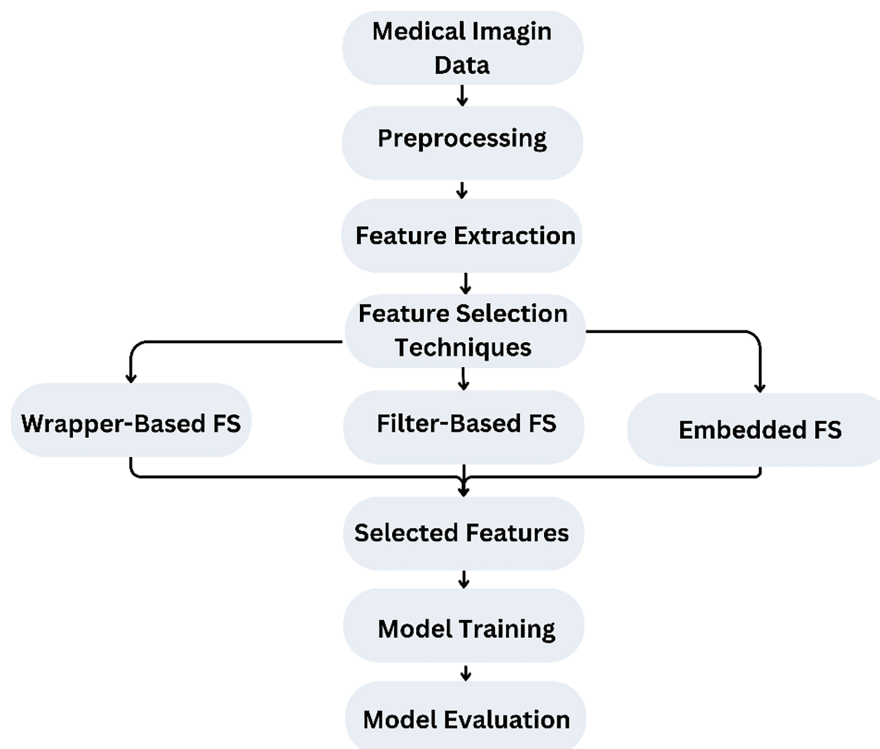 Medical Imagin
Data
Preprocessing
Feature Extraction
Feature Selection
Techniques
Wrapper-Based FS
Filter-Based FS
Embedded FS
Selected Features
Model Training
Model Evaluation